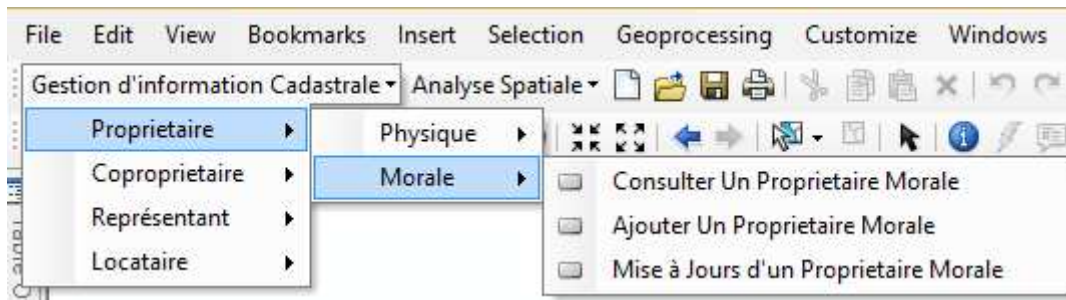 File Edit View Bookmarks Insert Selection Geoprocessing Customize Windows
Gestion d'information Cadastrale Analyse Spatiale
Proprietaire
Physique
Coproprietaire
Morale
Consulter Un Proprietaire Morale
Représentant
Ajouter Un Proprietaire Morale
Locataire
Mise à Jours d'un Proprietaire Morale